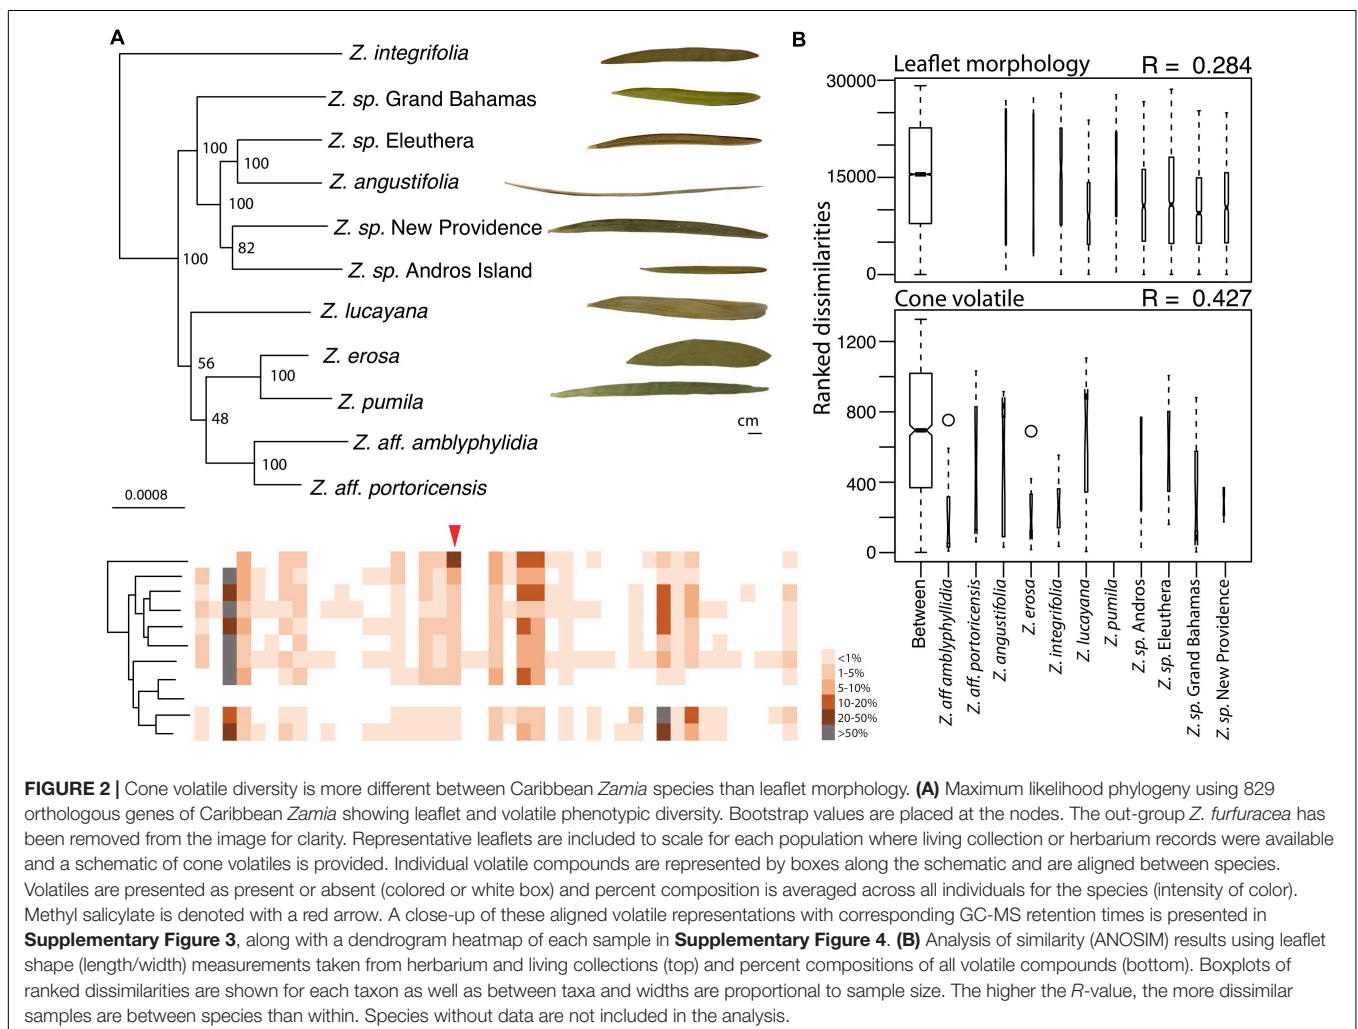 A
Z. integrifolia
Z. sp. Grand Bahamas
Z. sp. Eleuthera
Z. angustifolia
Z. sp. New Providence
Z. sp. Andros Island
Z. lucayana
Z. erosa
Z. pumila
Z. aff. amblyphylidia
Z. aff. portoricensis
100
100
100
82
100
56
100
48
100
0.0008
cm
<1%
1-5%
5-10%
10-20%
20-50%
>50%
B
Leaflet morphology R = 0.284
30000
15000
0
Cone volatile R = 0.427
1200
800
400
0
Ranked dissimilarities
Between
Z. aff amblyphyllidia
Z. aff. portoricensis
Z. angustifolia
Z. erosa
Z. integrifolia
Z. lucayana
Z. pumila
Z. sp. Andros
Z. sp. Eleuthera
Z. sp. Grand Bahamas
Z. sp. New Providence
FIGURE 2 | Cone volatile diversity is more different between Caribbean Zamia species than leaflet morphology. (A) Maximum likelihood phylogeny using 829
orthologous genes of Caribbean Zamia showing leaflet and volatile phenotypic diversity. Bootstrap values are placed at the nodes. The out-group Z. furfuracea has
been removed from the image for clarity. Representative leaflets are included to scale for each population where living collection or herbarium records were available
and a schematic of cone volatiles is provided. Individual volatile compounds are represented by boxes along the schematic and are aligned between species.
Volatiles are presented as present or absent (colored or white box) and percent composition is averaged across all individuals for the species (intensity of color).
Methyl salicylate is denoted with a red arrow. A close-up of these aligned volatile representations with corresponding GC-MS retention times is presented in
Supplementary Figure 3, along with a dendrogram heatmap of each sample in Supplementary Figure 4. (B) Analysis of similarity (ANOSIM) results using leaflet
shape (length/width) measurements taken from herbarium and living collections (top) and percent compositions of all volatile compounds (bottom). Boxplots of
ranked dissimilarities are shown for each taxon as well as between taxa and widths are proportional to sample size. The higher the R-value, the more dissimilar
samples are between species than within. Species without data are not included in the analysis.